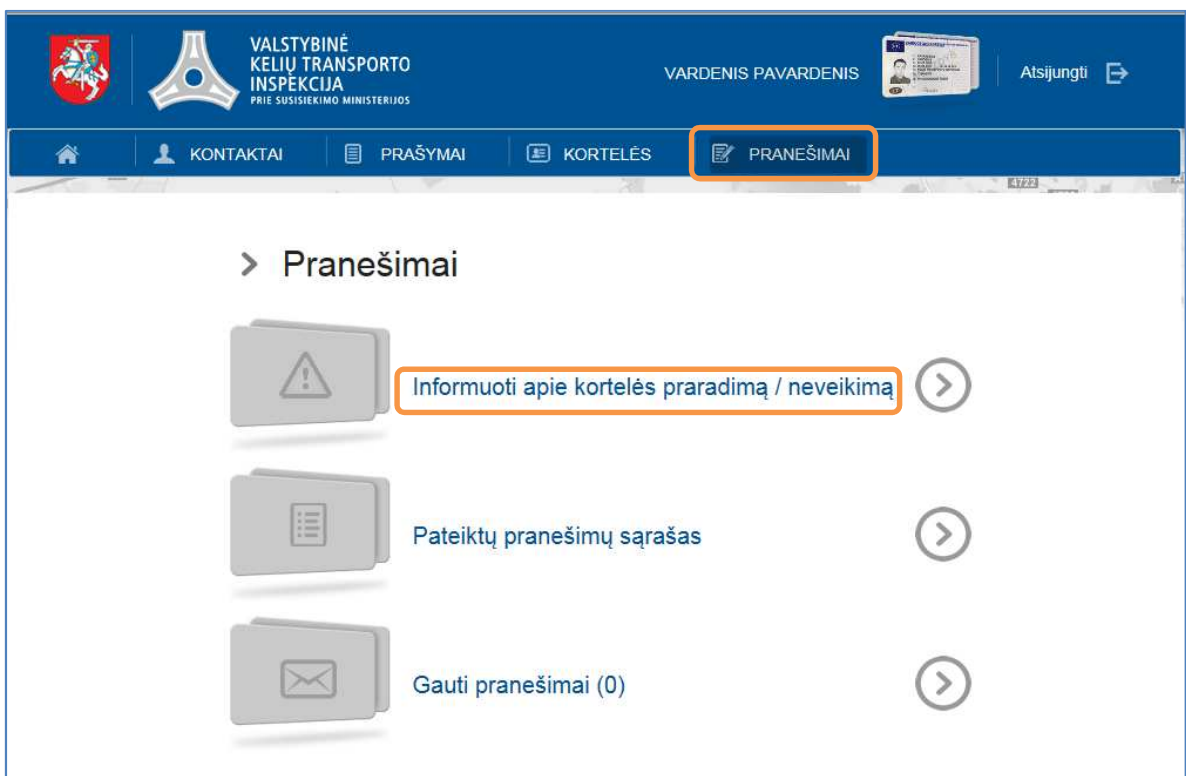 VALSTYBINĖ
KELIŲ TRANSPORTO
INSPEKCIJA
PRIE SUSISIEKIMO MINISTERIJOS
VARDENIS PAVARDENIS
Atsijungti
KONTAKTAI
PRAŠYMAI
KORTELĖS
PRANEŠIMAI
4722
Pranešimai
Informuoti apie kortelės praradimą / neveikimą
Pateiktų pranešimų sąrašas
Gauti pranešimai (0)